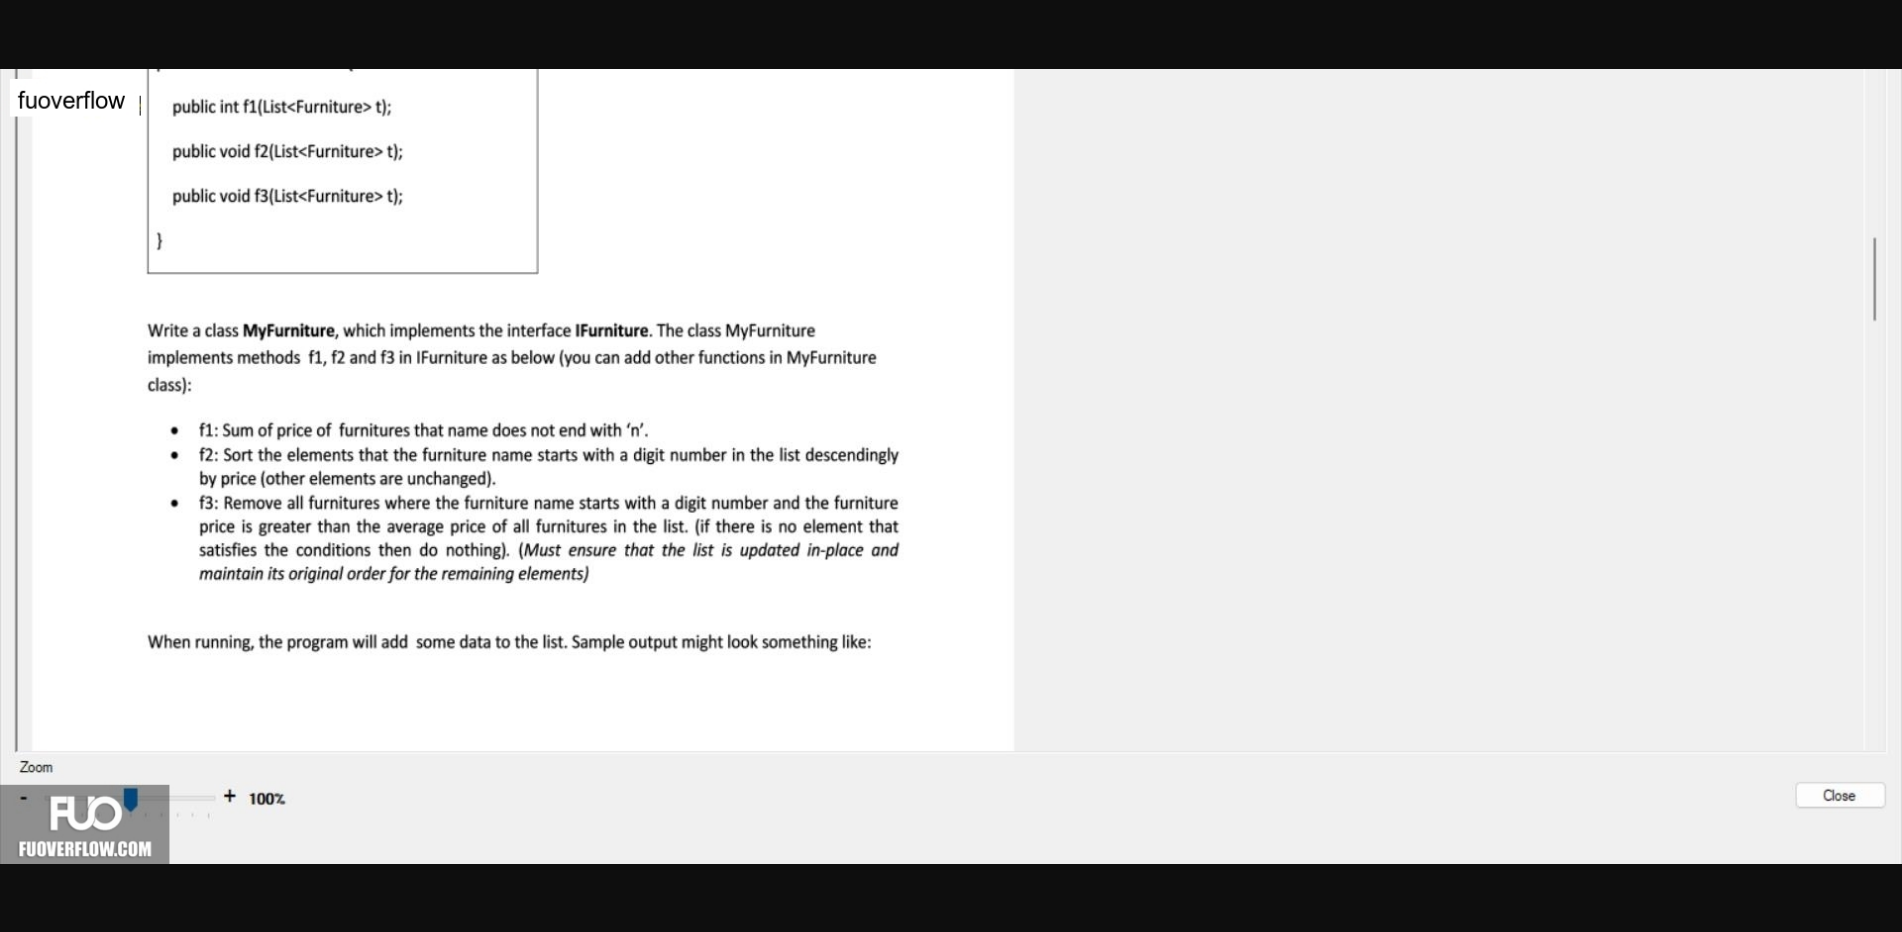 fuoverflow
public int f1(List<Furniture> t);
public void f2(List<Furniture> t);
public void f3(List<Furniture> t);
}
Write a class MyFurniture, which implements the interface IFurniture. The class MyFurniture
implements methods f1, f2 and f3 in IFurniture as below (you can add other functions in MyFurniture
class):
• f1: Sum of price of furnitures that name does not end with ‘n’.
• f2: Sort the elements that the furniture name starts with a digit number in the list descendingly
by price (other elements are unchanged).
• f3: Remove all furnitures where the furniture name starts with a digit number and the furniture
price is greater than the average price of all furnitures in the list. (if there is no element that
satisfies the conditions then do nothing). (Must ensure that the list is updated in-place and
maintain its original order for the remaining elements)
When running, the program will add some data to the list. Sample output might look something like:
Zoom
- + 100%
Close
FUO
FUOVERFLOW.COM